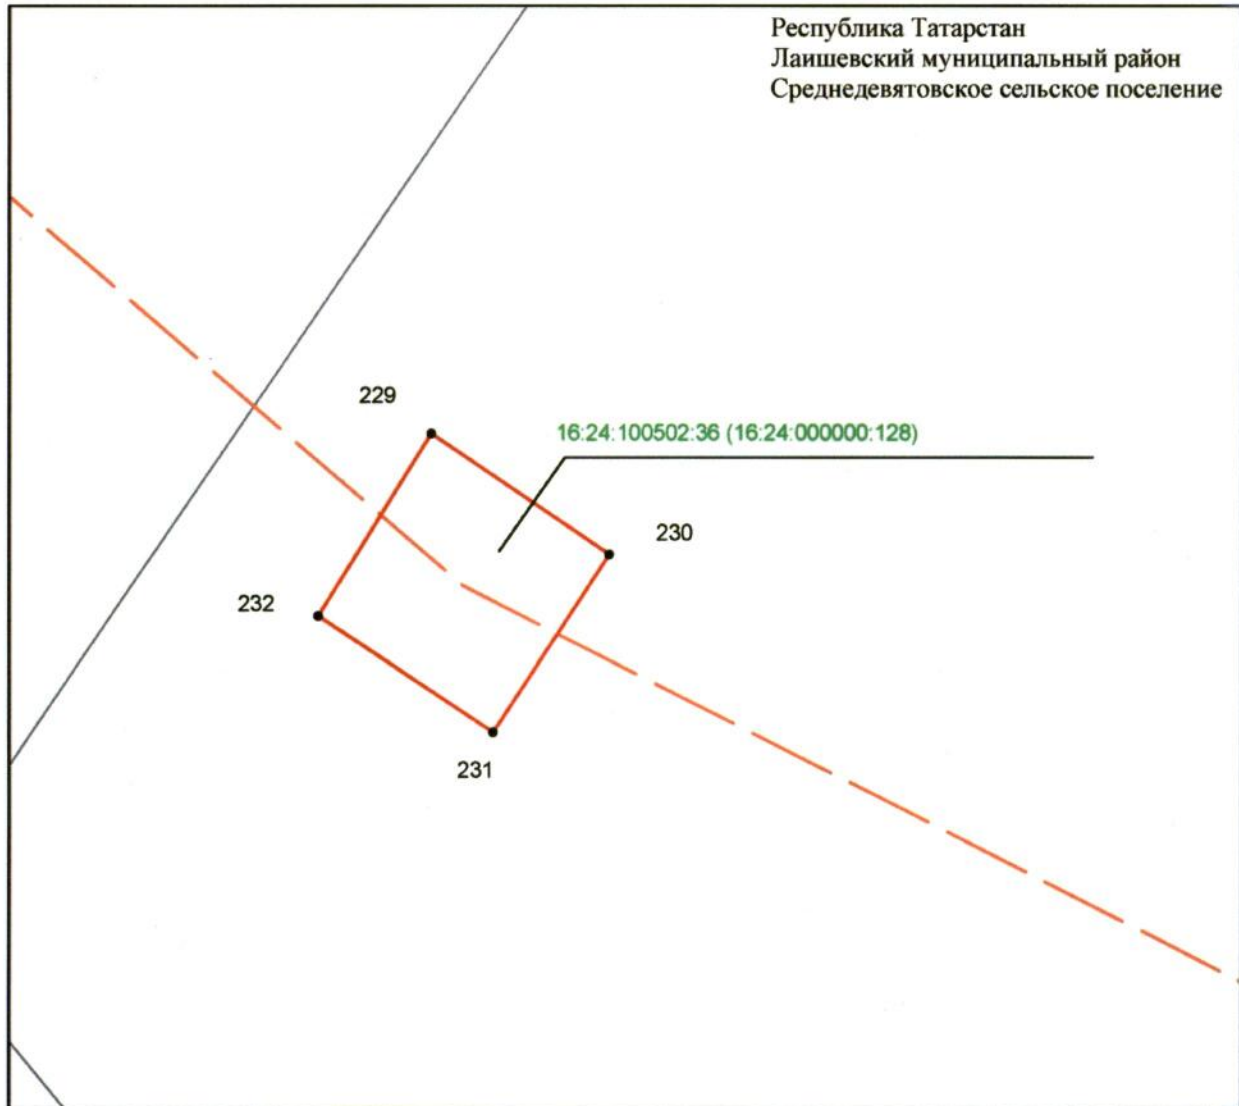 Республика Татарстан
Лаишевский муниципальный район
Среднедевятовское сельское поселение
229
16:24:100502:36 (16:24:000000:128)
230
232
231